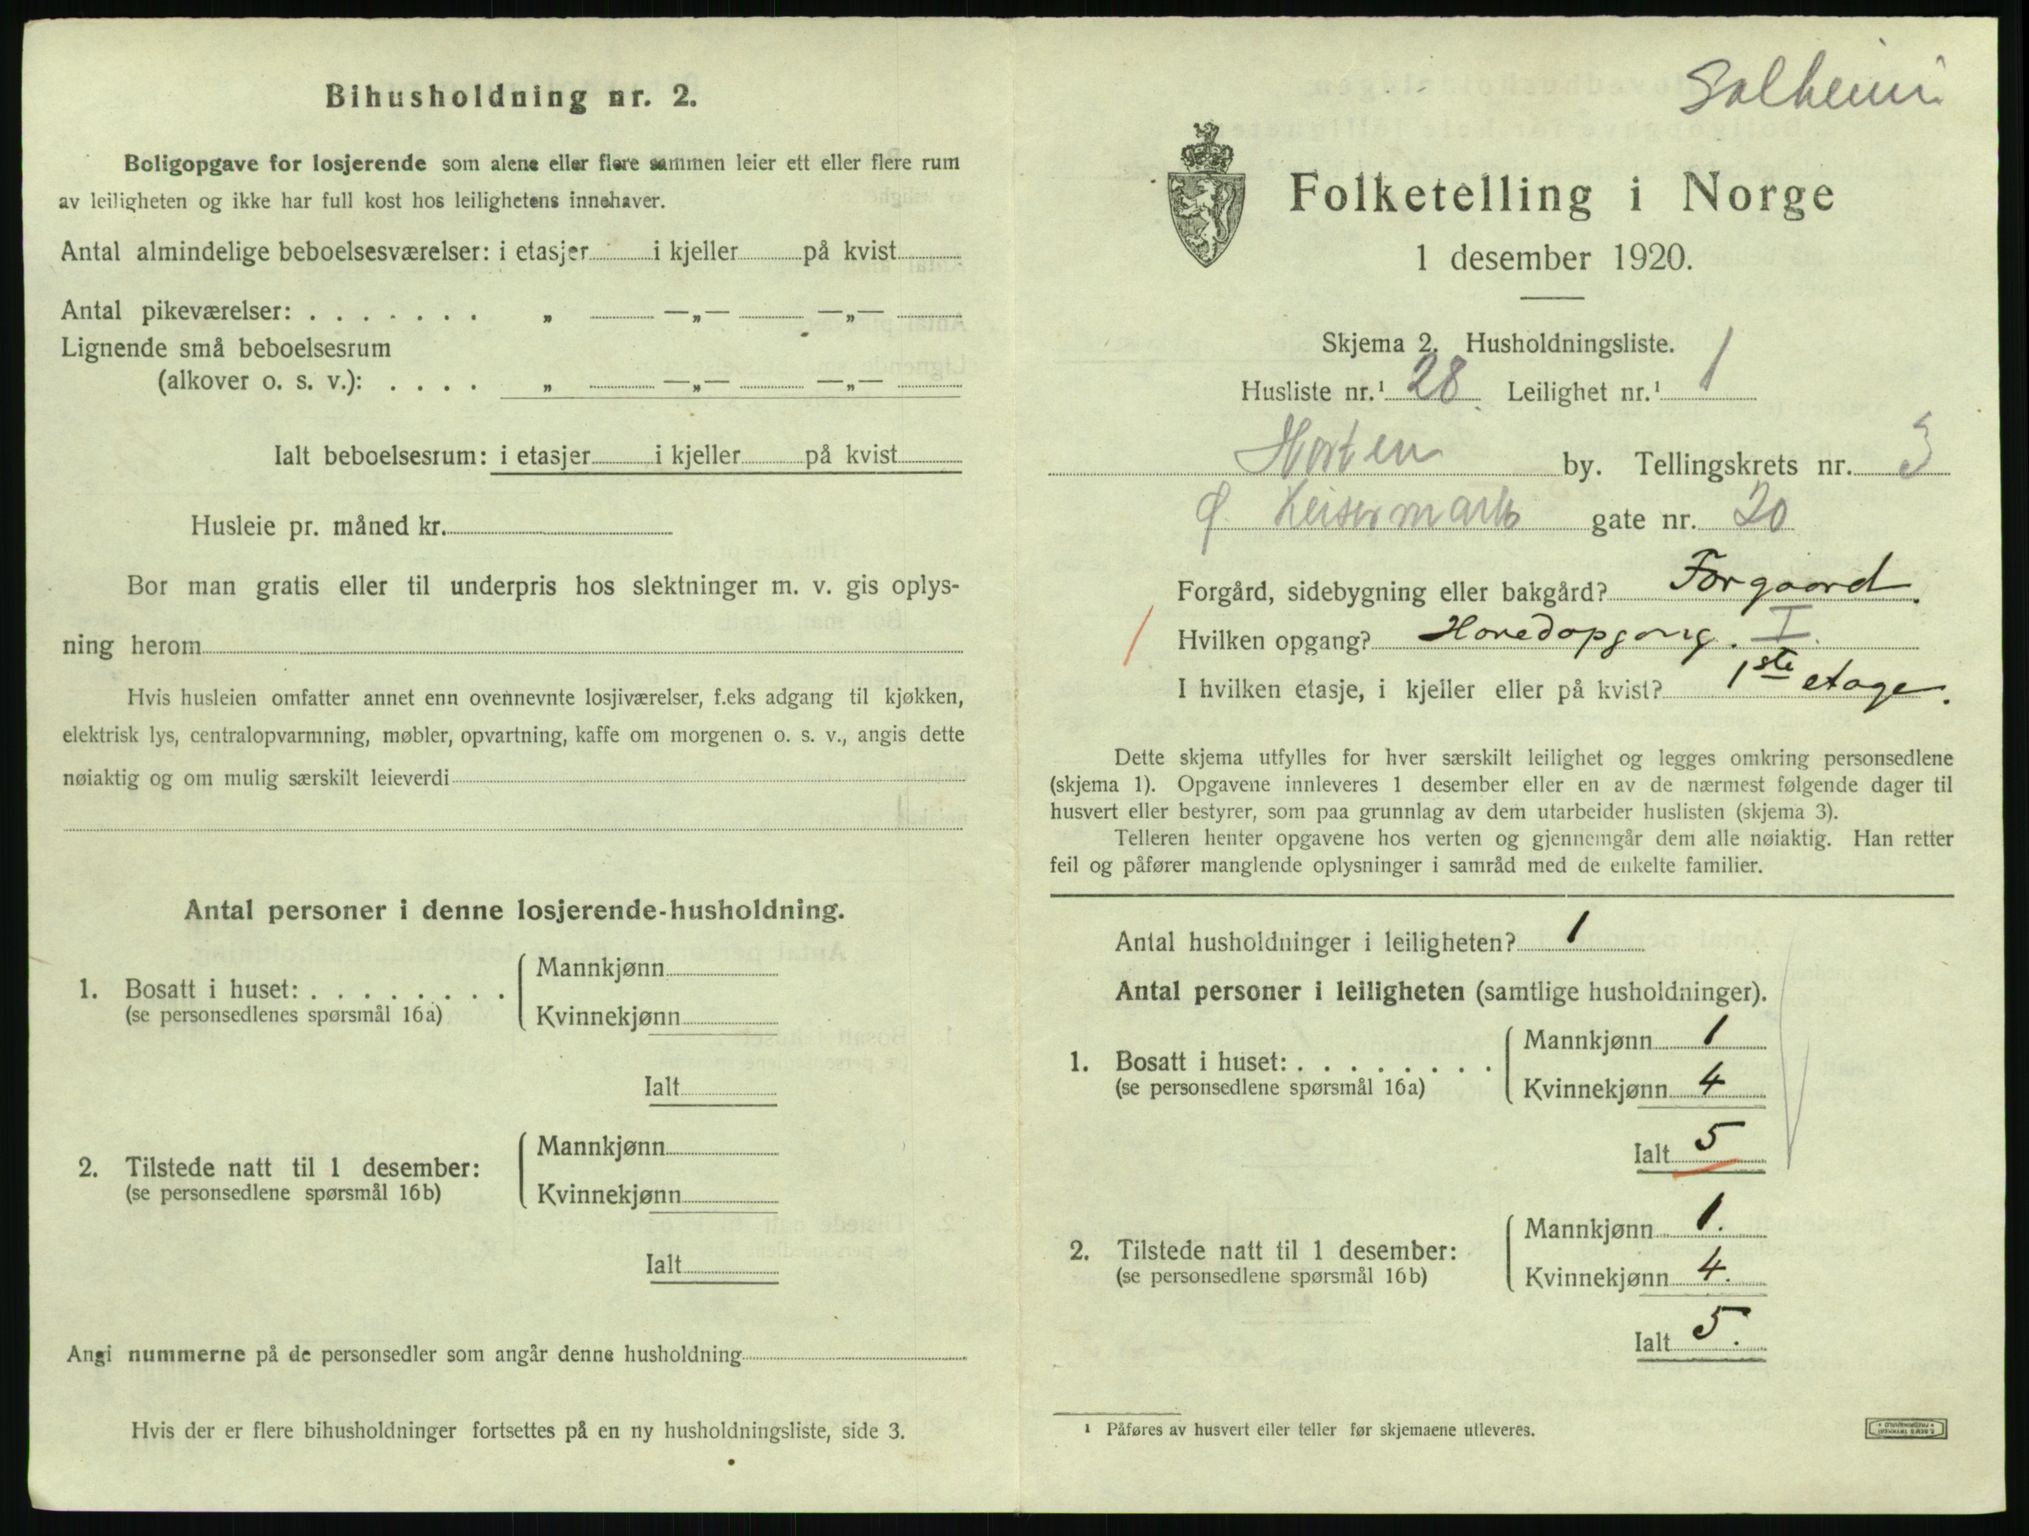 Bihusholdning nr. 2.
Boligopgave for losjerende som alene eller flere sammen leier ett eller flere rum
av leiligheten og ikke har full kost hos leilighetens innehaver.
Antal almindelige beboelsesværelser: i etasjer i kjeller på kvist
Antal pikeværelser: . . . . . . . „ —„— —„—
Lignende små beboelsesrum
(alkover o. s. v.): . . . . „ —„— —„—
Ialt beboelsesrum: i etasjer i kjeller på kvist
Husleie pr. måned kr.
Bor man gratis eller til underpris hos slektninger m. v. gis oplys-
ning herom
Hvis husleien omfatter annet enn ovennevnte losjiværelser, f.eks adgang til kjøkken,
elektrisk lys, centralopvarmning, møbler, opvartning, kaffe om morgenen o. s. v., angis dette
nøiaktig og om mulig særskilt leieverdi
Antal personer i denne losjerende-husholdning.
1. Bosatt i huset: . . . . . . . . Mannkjønn
(se personsedlenes spørsmål 16a) Kvinnekjønn
Ialt
2. Tilstede natt til 1 desember: Mannkjønn
(se personsedlene spørsmål 16b) Kvinnekjønn
Ialt
Angi nummerne på de personsedler som angår denne husholdning
Hvis der er flere bihusholdninger fortsettes på en ny husholdningsliste, side 3.
Solheim
Folketelling i Norge
1 desember 1920.
Skjema 2. Husholdningsliste.
Husliste nr.¹ 28 Leilighet nr.¹ 1
Horten by. Tellingskrets nr. 3
Ø. Keisermarks gate nr. 20
Forgård, sidebygning eller bakgård? Forgaard.
Hvilken opgang? Hovedopgang. I.
I hvilken etasje, i kjeller eller på kvist? 1ste etage.
Dette skjema utfylles for hver særskilt leilighet og legges omkring personsedlene
(skjema 1). Opgavene innleveres 1 desember eller en av de nærmest følgende dager til
husvert eller bestyrer, som paa grunnlag av dem utarbeider huslisten (skjema 3).
Telleren henter opgavene hos verten og gjennemgår dem alle nøiaktig. Han retter
feil og påfører manglende oplysninger i samråd med de enkelte familier.
Antal husholdninger i leiligheten? 1
Antal personer i leiligheten (samtlige husholdninger).
1. Bosatt i huset: . . . . . . . . Mannkjønn 1
(se personsedlene spørsmål 16a) Kvinnekjønn 4
Ialt 5
2. Tilstede natt til 1 desember: Mannkjønn 1.
(se personsedlene spørsmål 16b) Kvinnekjønn 4.
Ialt 5.
¹ Påføres av husvert eller teller før skjemaene utleveres.